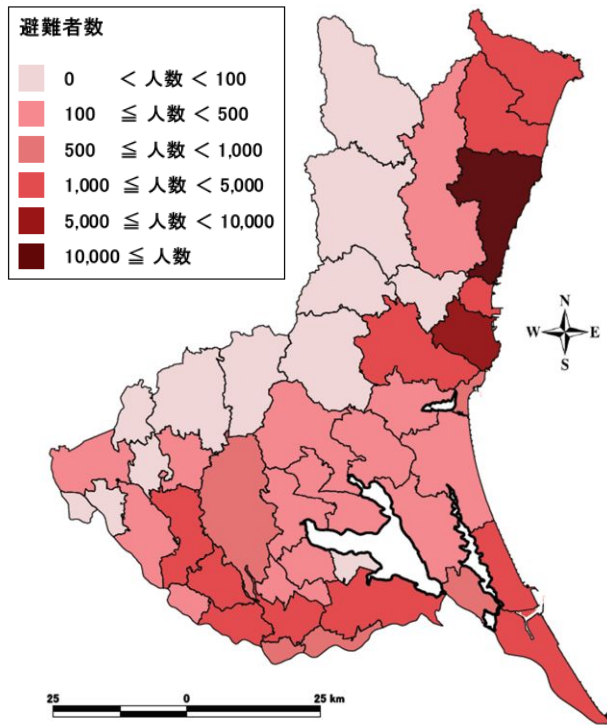 避難者数
0 < 人数 < 100
100 ≦ 人数 < 500
500 ≦ 人数 < 1,000
1,000 ≦ 人数 < 5,000
5,000 ≦ 人数 < 10,000
10,000 ≦ 人数
N
W E
S
25 0 25 km